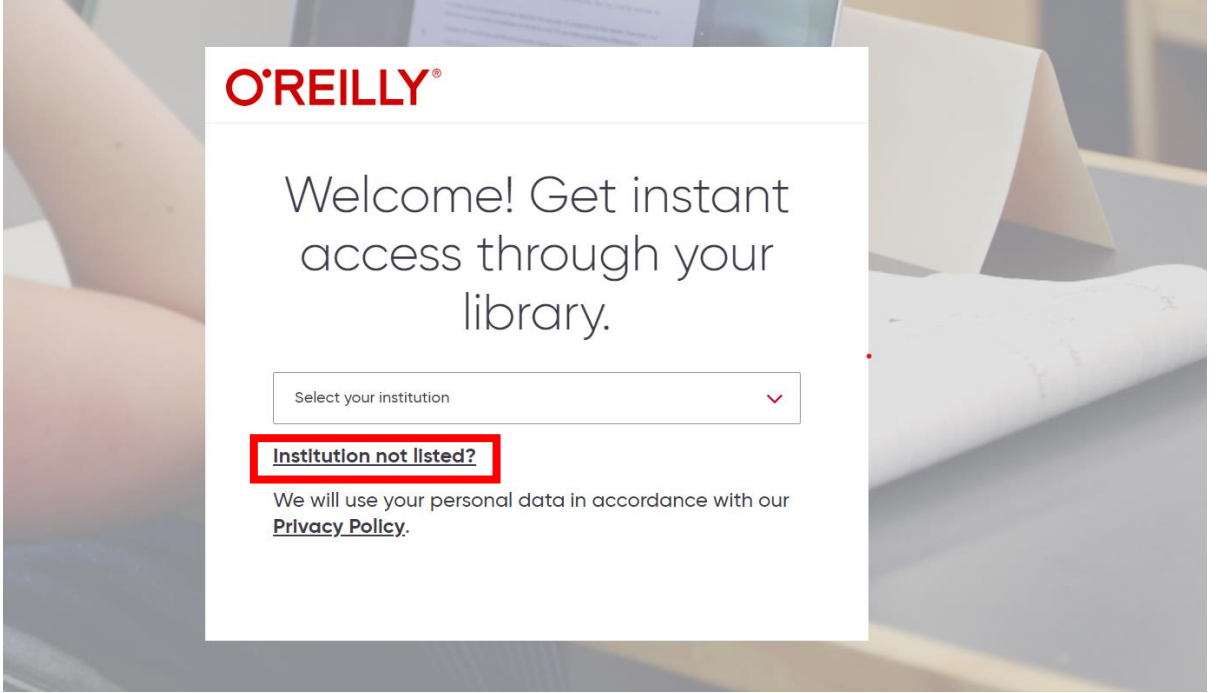 O'REILLY®
Welcome! Get instant
access through your
library.
Select your institution
Institution not listed?
We will use your personal data in accordance with our
Privacy Policy.